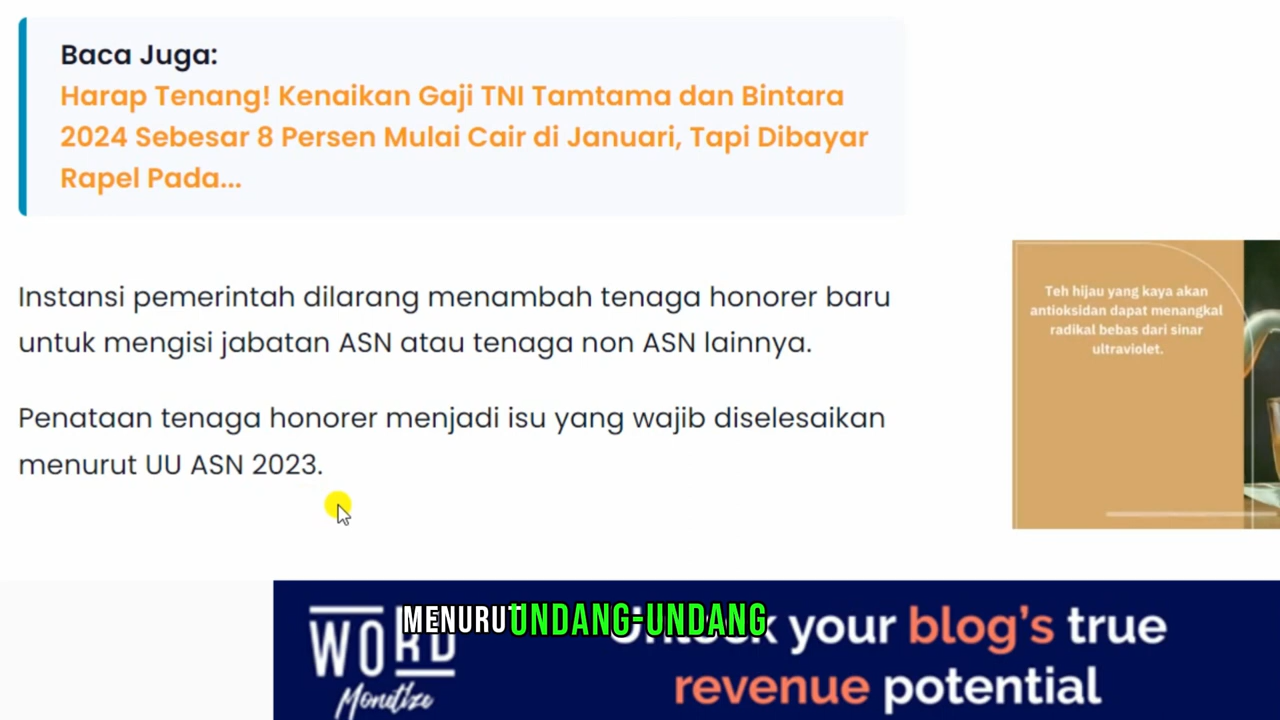 Baca Juga:
Harap Tenang! Kenaikan Gaji TNI Tamtama dan Bintara
2024 Sebesar 8 Persen Mulai Cair di Januari, Tapi Dibayar
Rapel Pada...
Instansi pemerintah dilarang menambah tenaga honorer baru
untuk mengisi jabatan ASN atau tenaga non ASN lainnya.
Penataan tenaga honorer menjadi isu yang wajib diselesaikan
menurut UU ASN 2023.
Teh hijau yang kaya akan
antioksidan dapat menangkal
radikal bebas dari sinar
ultraviolet.
MENURUT UNDANG-UNDANG
WORD
Monetize
your blog's true
revenue potential